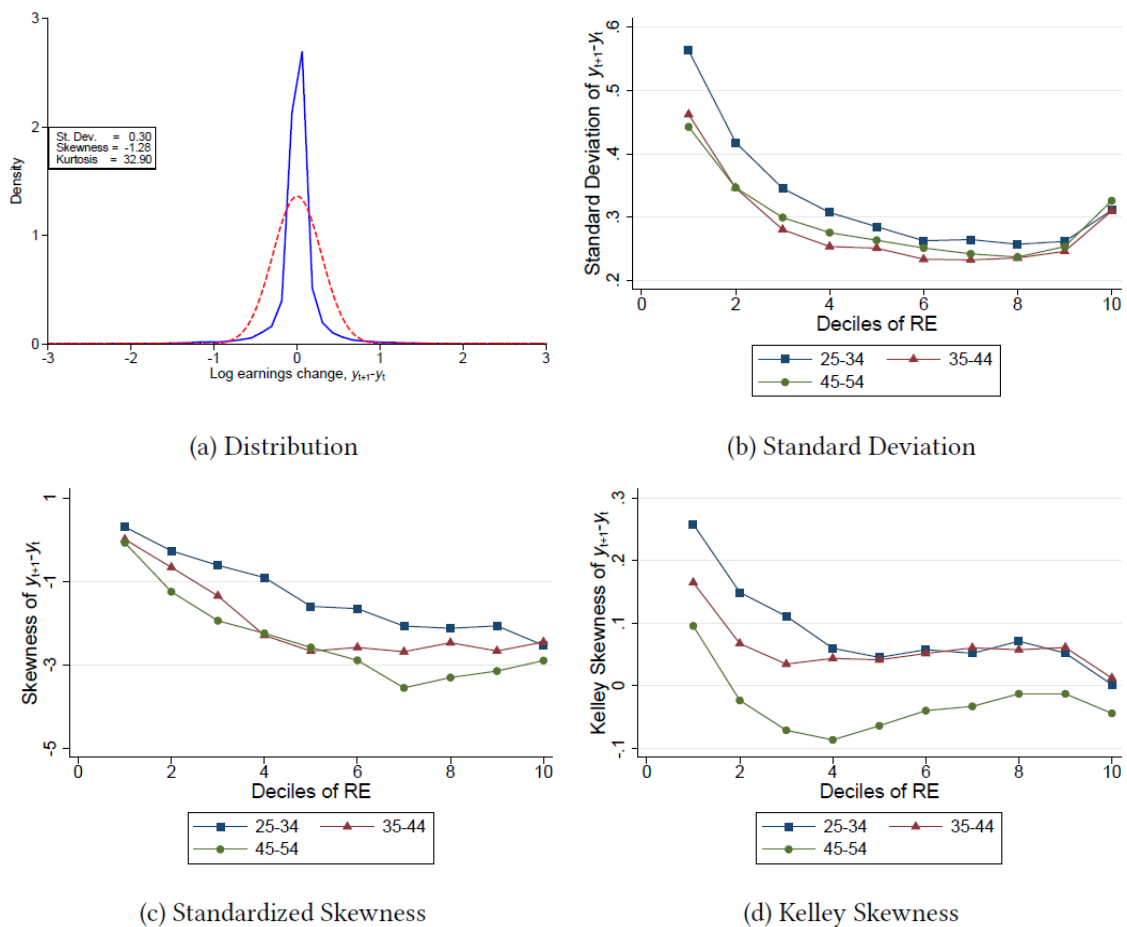 3
2
1
0
Density
St. Dev. = 0.30
Skewness = -1.28
Kurtosis = 32.90
-3 -2 -1 0 1 2 3
Log earnings change, yt+1-yt
(a) Distribution
.6
.5
.4
.3
.2
Standard Deviation of yt+1-yt
0 2 4 6 8 10
Deciles of RE
25-34 35-44
45-54
(b) Standard Deviation
1
-1
-3
-5
Skewness of yt+1-yt
0 2 4 6 8 10
Deciles of RE
25-34 35-44
45-54
(c) Standardized Skewness
.3
.2
.1
0
-.1
Kelley Skewness of yt+1-yt
0 2 4 6 8 10
Deciles of RE
25-34 35-44
45-54
(d) Kelley Skewness